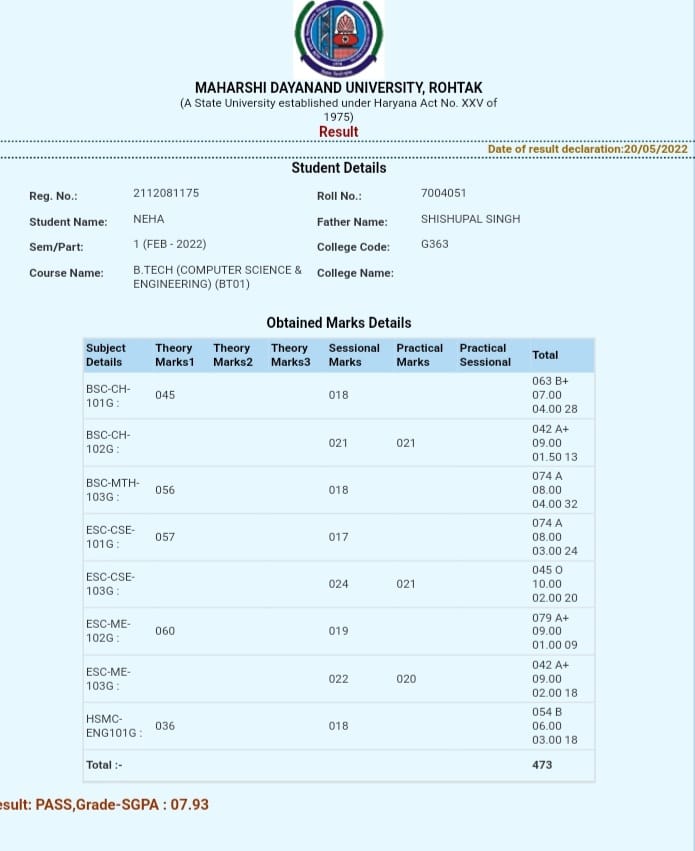 MAHARSHI DAYANAND UNIVERSITY, ROHTAK
(A State University established under Haryana Act No. XXV of
1975)
Result
Date of result declaration:20/05/2022
Student Details
Reg. No.: 2112081175 Roll No.: 7004051
Student Name: NEHA Father Name: SHISHUPAL SINGH
Sem/Part: 1 (FEB - 2022) College Code: G363
Course Name: B.TECH (COMPUTER SCIENCE & College Name:
ENGINEERING) (BT01)
Obtained Marks Details
Subject Theory Theory Theory Sessional Practical Practical Total
Details Marks1 Marks2 Marks3 Marks Marks Sessional
063 B+
BSC-CH- 045 018 07.00
101G : 04.00 28
042 A+
BSC-CH- 021 021 09.00
102G : 01.50 13
074 A
BSC-MTH- 056 018 08.00
103G : 04.00 32
074 A
ESC-CSE- 057 017 08.00
101G : 03.00 24
045 O
ESC-CSE- 024 021 10.00
103G : 02.00 20
079 A+
ESC-ME- 060 019 09.00
102G : 01.00 09
042 A+
ESC-ME- 022 020 09.00
103G : 02.00 18
054 B
HSMC- 036 018 06.00
ENG101G : 03.00 18
Total :- 473
esult: PASS,Grade-SGPA : 07.93